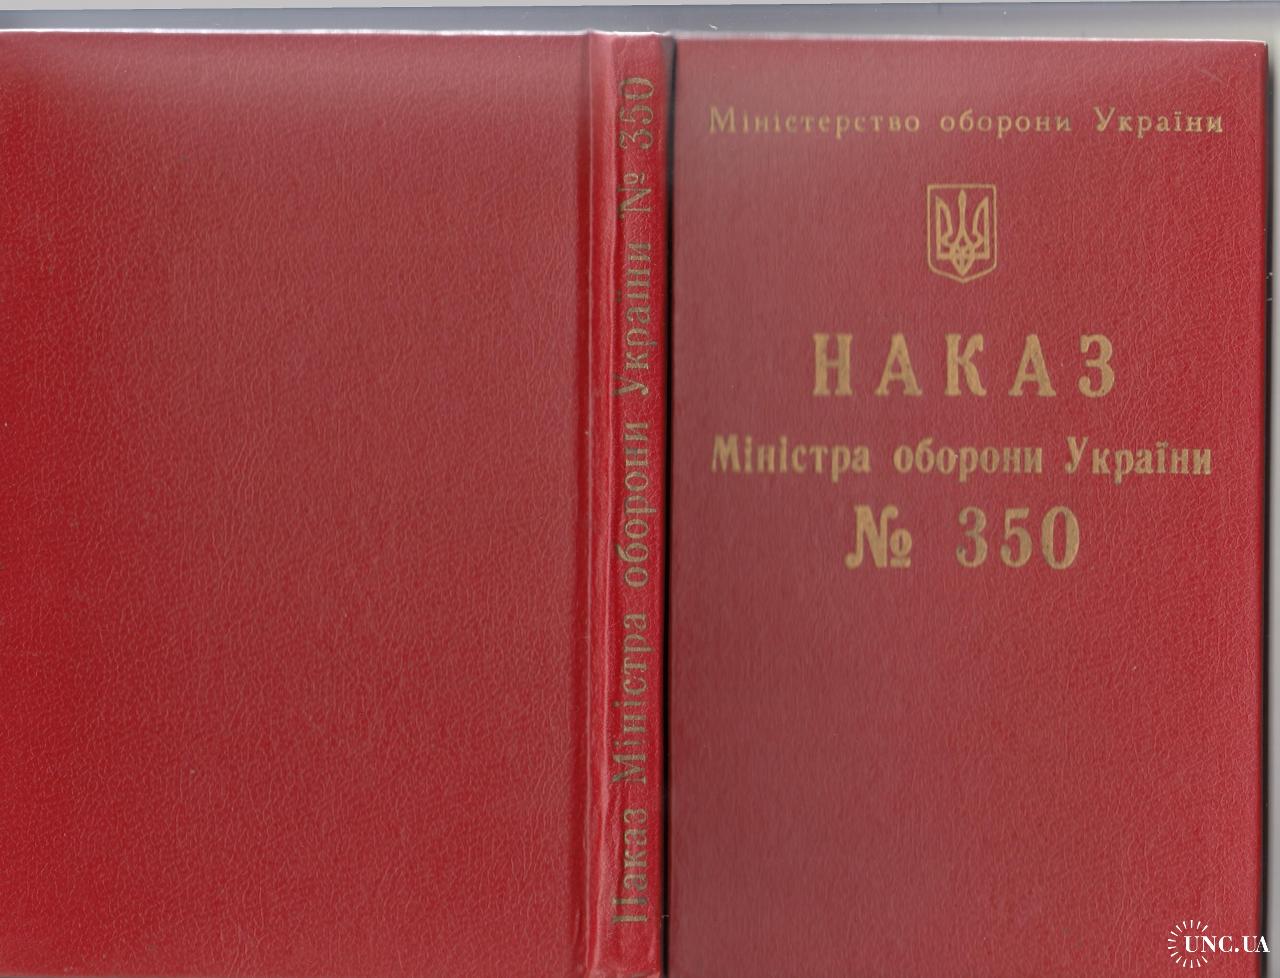 Наказ Міністра оборони України № 350
Міністерство оборони України
НАКАЗ
Міністра оборони України
№ 350
UNC.UA